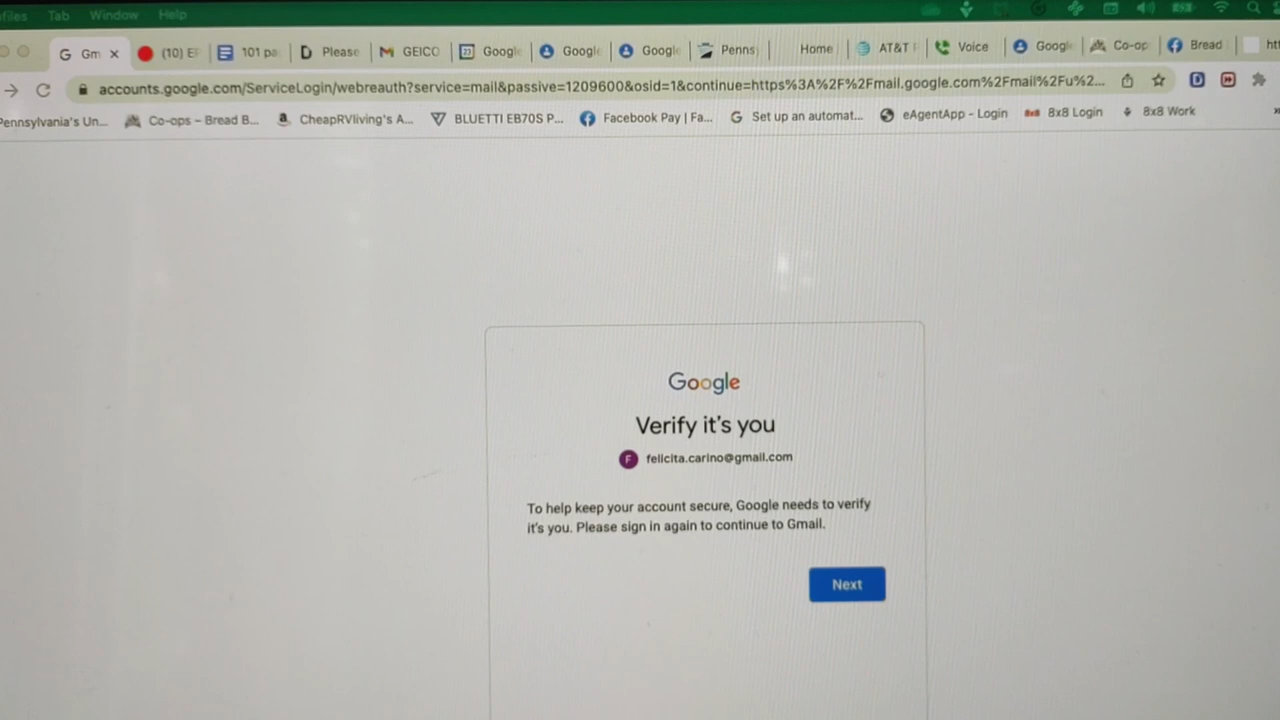 files Tab Window Help
Gm (10) EF 101 pa Please GEICO Google Google Google Penns Home AT&T Voice Google Co-op Bread
accounts.google.com/ServiceLogin/webreauth?service=mail&passive=1209600&osid=1&continue=https%3A%2F%2Fmail.google.com%2Fmail%2Fu%2...
Pennsylvania's Un... Co-ops – Bread B... CheapRVliving's A... BLUETTI EB70S P... Facebook Pay | Fa... Set up an automat... eAgentApp - Login 8x8 Login 8x8 Work
Google
Verify it's you
F felicita.carino@gmail.com
To help keep your account secure, Google needs to verify
it's you. Please sign in again to continue to Gmail.
Next